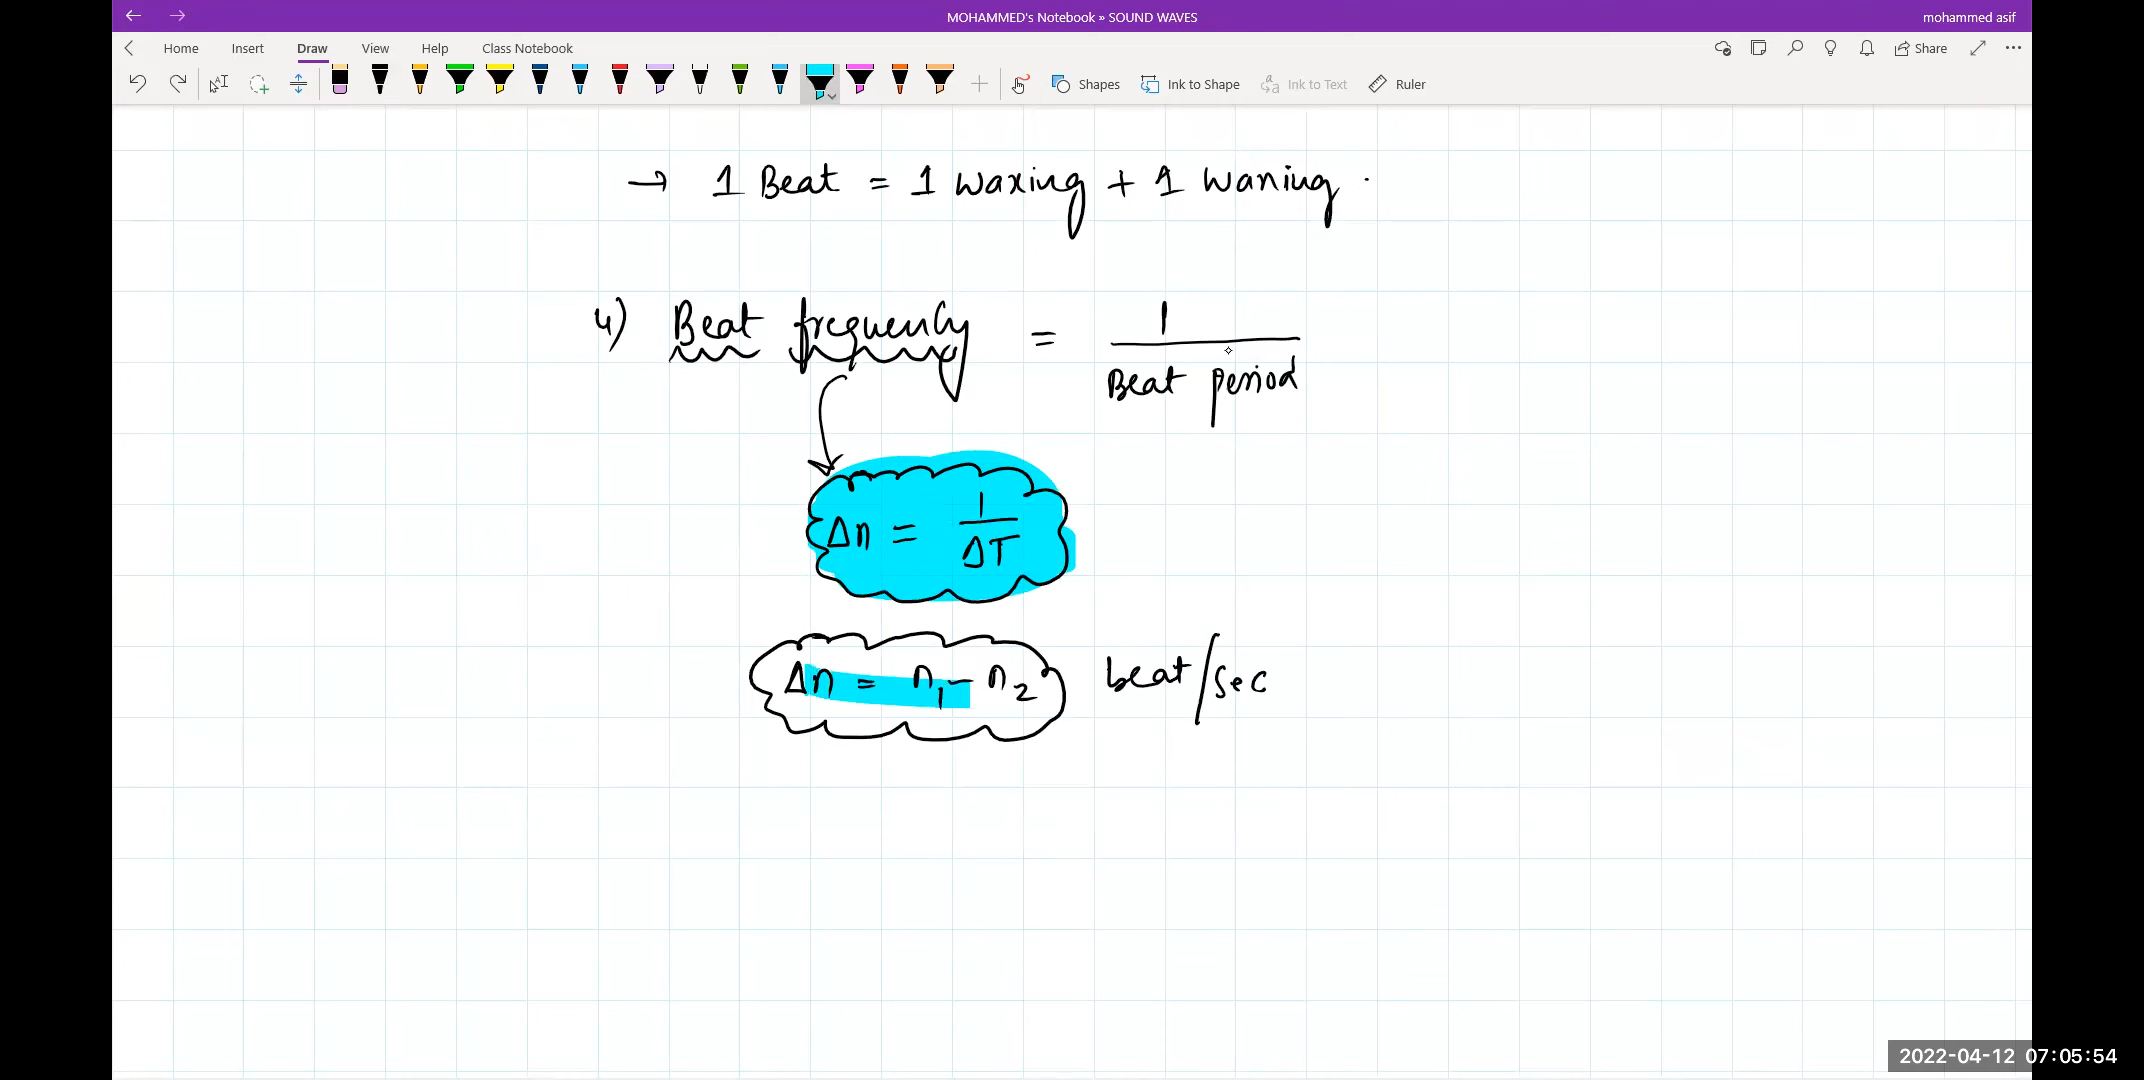 MOHAMMED's Notebook » SOUND WAVES
mohammed asif
Home Insert Draw View Help Class Notebook
Share
Shapes Ink to Shape Ink to Text Ruler
→ 1 Beat = 1 Waxing + 1 Waning .
4) Beat frequency = 1 / Beat period
Δn = 1 / ΔT
Δn = n₁ - n₂ beat/sec
2022-04-12 07:05:54